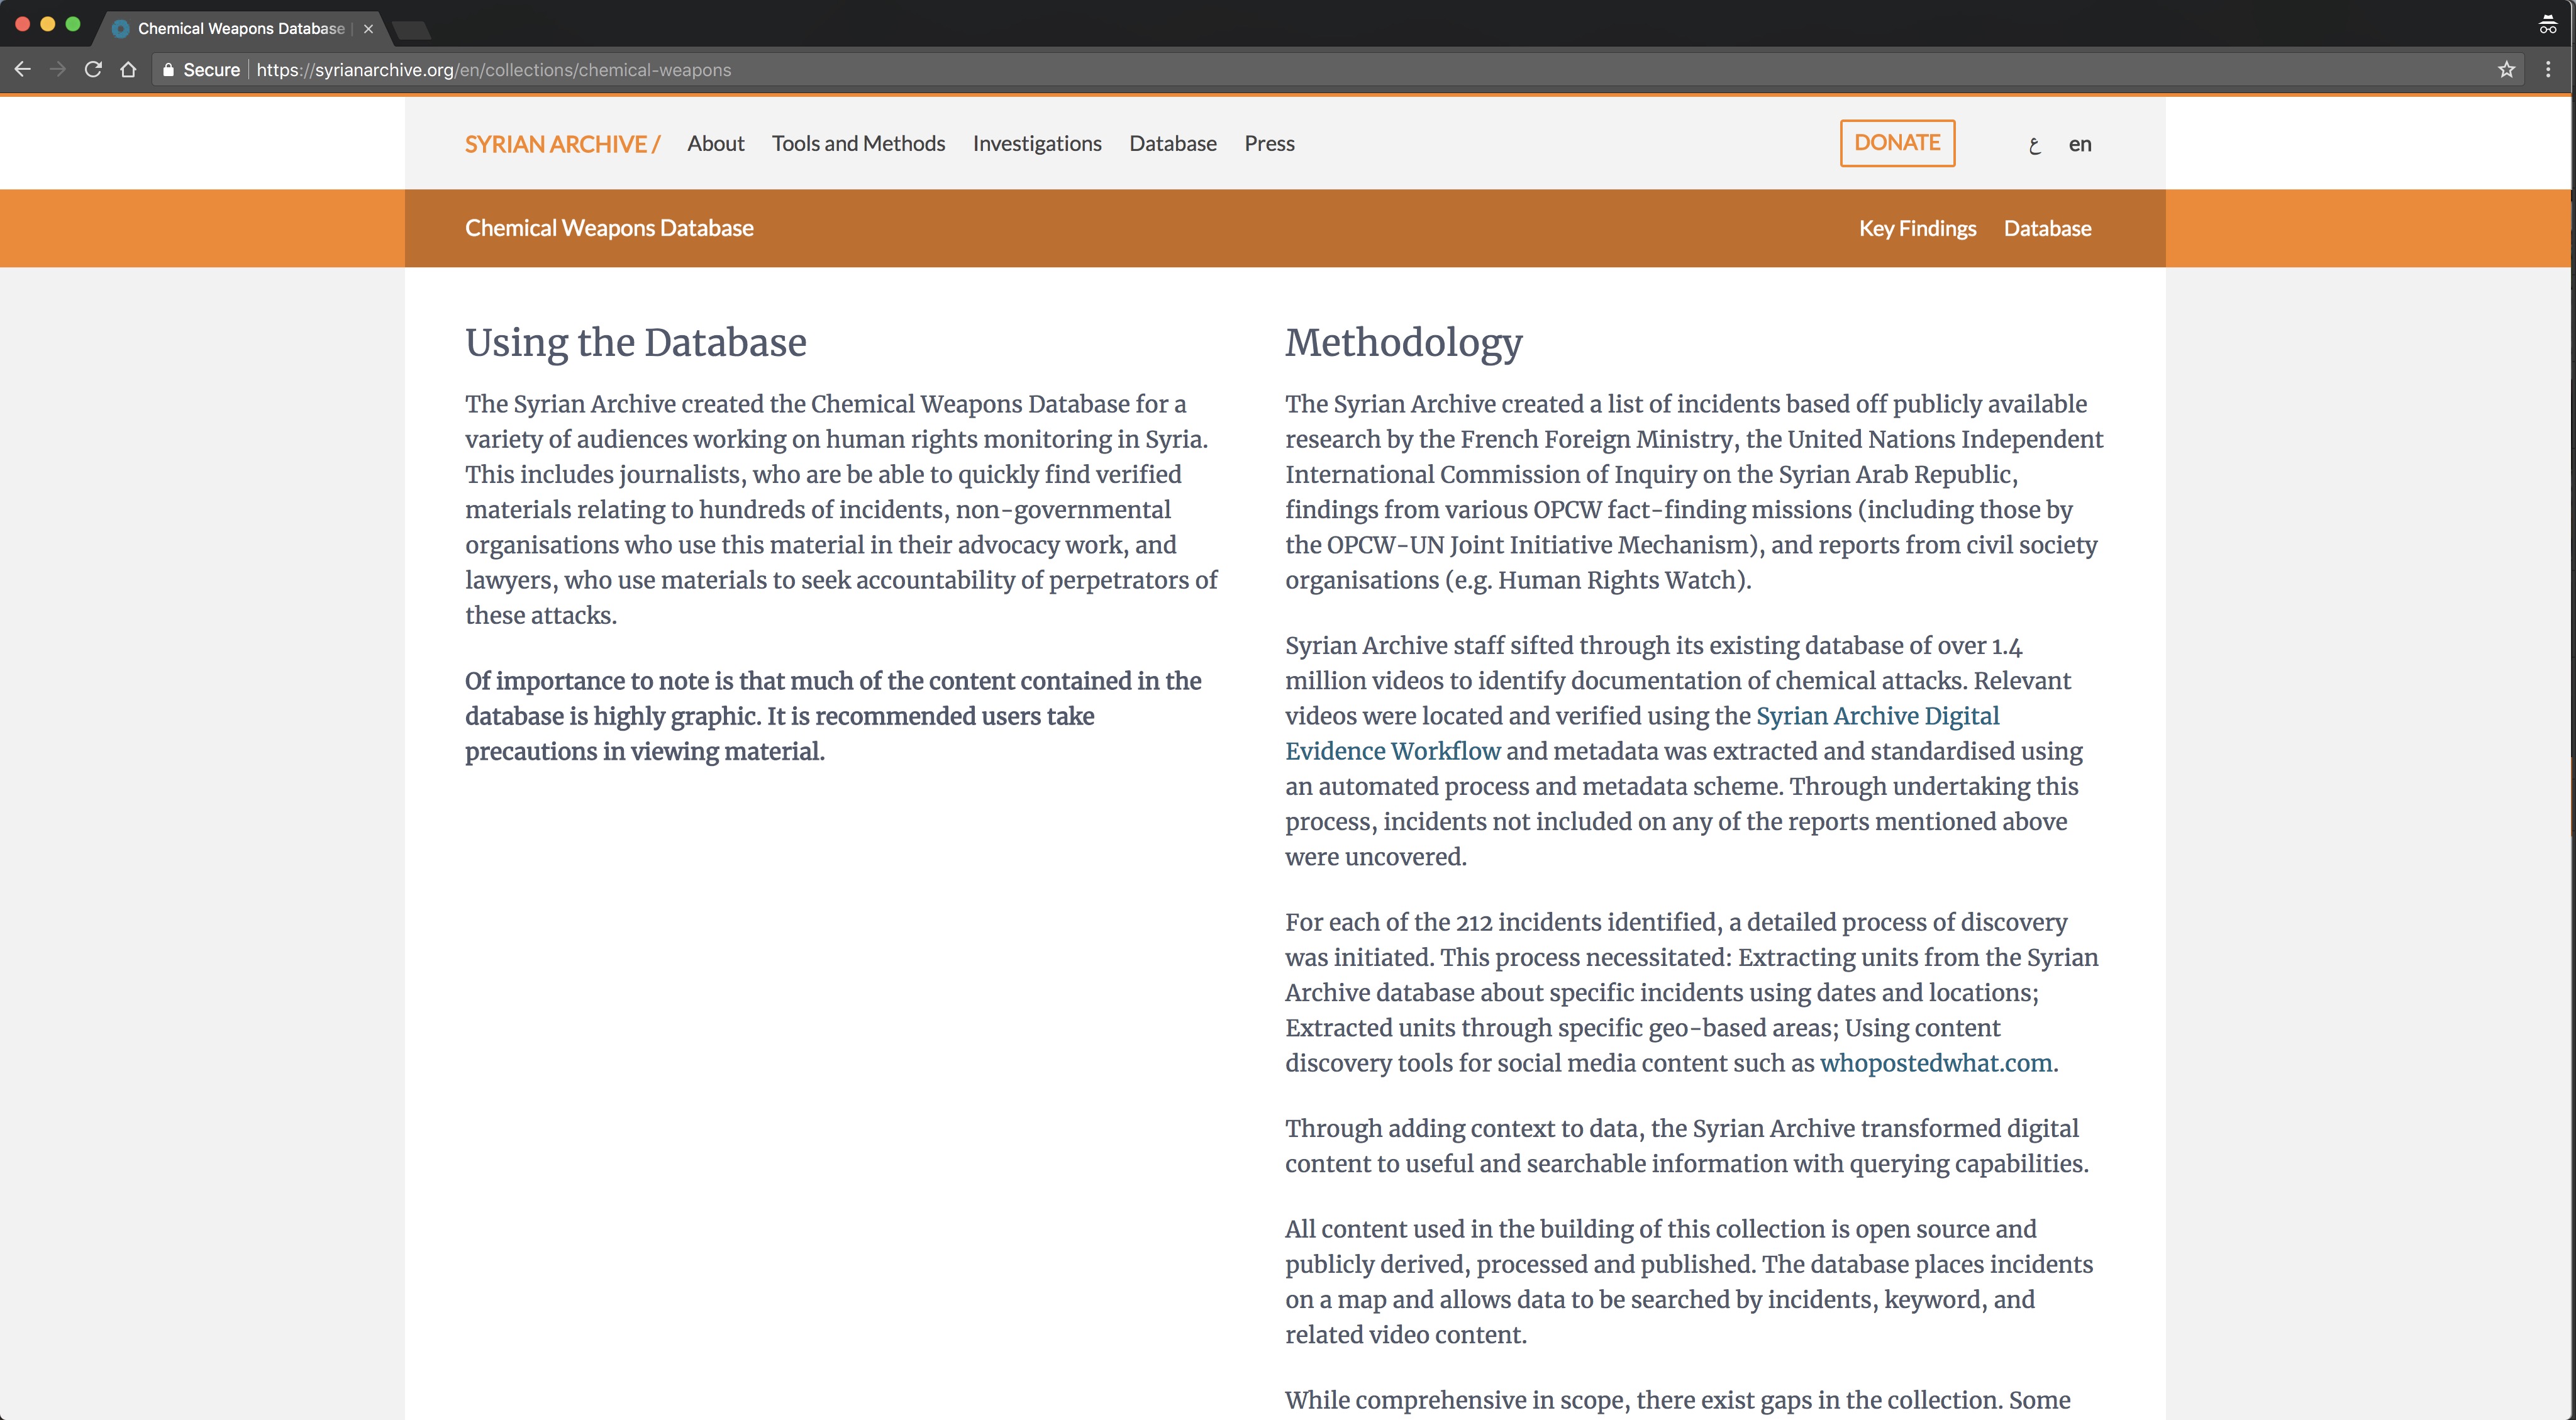 Chemical Weapons Database |
Secure
https://syrianarchive.org/en/collections/chemical-weapons
SYRIAN ARCHIVE / About Tools and Methods Investigations Database Press DONATE ع en
Chemical Weapons Database Key Findings Database
Using the Database
The Syrian Archive created the Chemical Weapons Database for a
variety of audiences working on human rights monitoring in Syria.
This includes journalists, who are be able to quickly find verified
materials relating to hundreds of incidents, non-governmental
organisations who use this material in their advocacy work, and
lawyers, who use materials to seek accountability of perpetrators of
these attacks.
Of importance to note is that much of the content contained in the
database is highly graphic. It is recommended users take
precautions in viewing material.
Methodology
The Syrian Archive created a list of incidents based off publicly available
research by the French Foreign Ministry, the United Nations Independent
International Commission of Inquiry on the Syrian Arab Republic,
findings from various OPCW fact-finding missions (including those by
the OPCW-UN Joint Initiative Mechanism), and reports from civil society
organisations (e.g. Human Rights Watch).
Syrian Archive staff sifted through its existing database of over 1.4
million videos to identify documentation of chemical attacks. Relevant
videos were located and verified using the Syrian Archive Digital
Evidence Workflow and metadata was extracted and standardised using
an automated process and metadata scheme. Through undertaking this
process, incidents not included on any of the reports mentioned above
were uncovered.
For each of the 212 incidents identified, a detailed process of discovery
was initiated. This process necessitated: Extracting units from the Syrian
Archive database about specific incidents using dates and locations;
Extracted units through specific geo-based areas; Using content
discovery tools for social media content such as whopostedwhat.com.
Through adding context to data, the Syrian Archive transformed digital
content to useful and searchable information with querying capabilities.
All content used in the building of this collection is open source and
publicly derived, processed and published. The database places incidents
on a map and allows data to be searched by incidents, keyword, and
related video content.
While comprehensive in scope, there exist gaps in the collection. Some